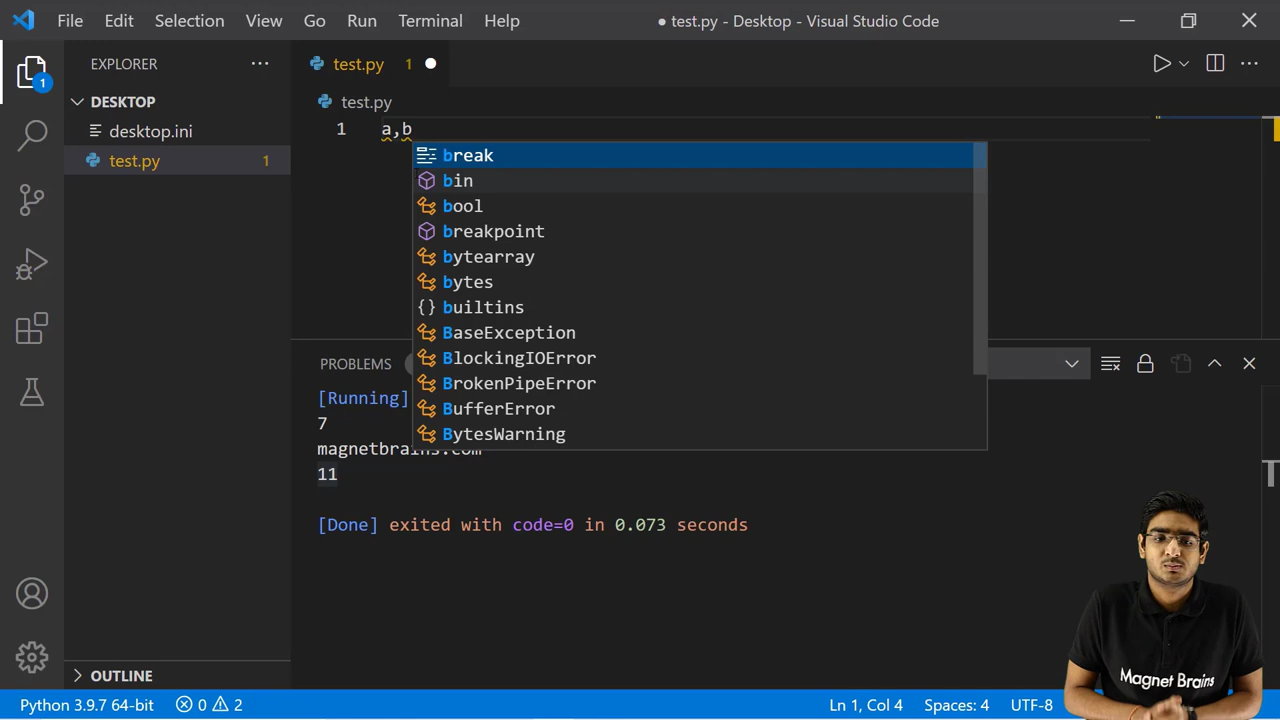 File Edit Selection View Go Run Terminal Help ● test.py - Desktop - Visual Studio Code
EXPLORER ...
test.py 1
1
DESKTOP
test.py
desktop.ini
1 a,b
test.py 1
break
bin
bool
breakpoint
bytearray
bytes
{} builtins
BaseException
BlockingIOError
BrokenPipeError
BufferError
BytesWarning
PROBLEMS
[Running]
7
magnetbrains.com
11
[Done] exited with code=0 in 0.073 seconds
Magnet Brains
OUTLINE
Python 3.9.7 64-bit 0 2 Ln 1, Col 4 Spaces: 4 UTF-8